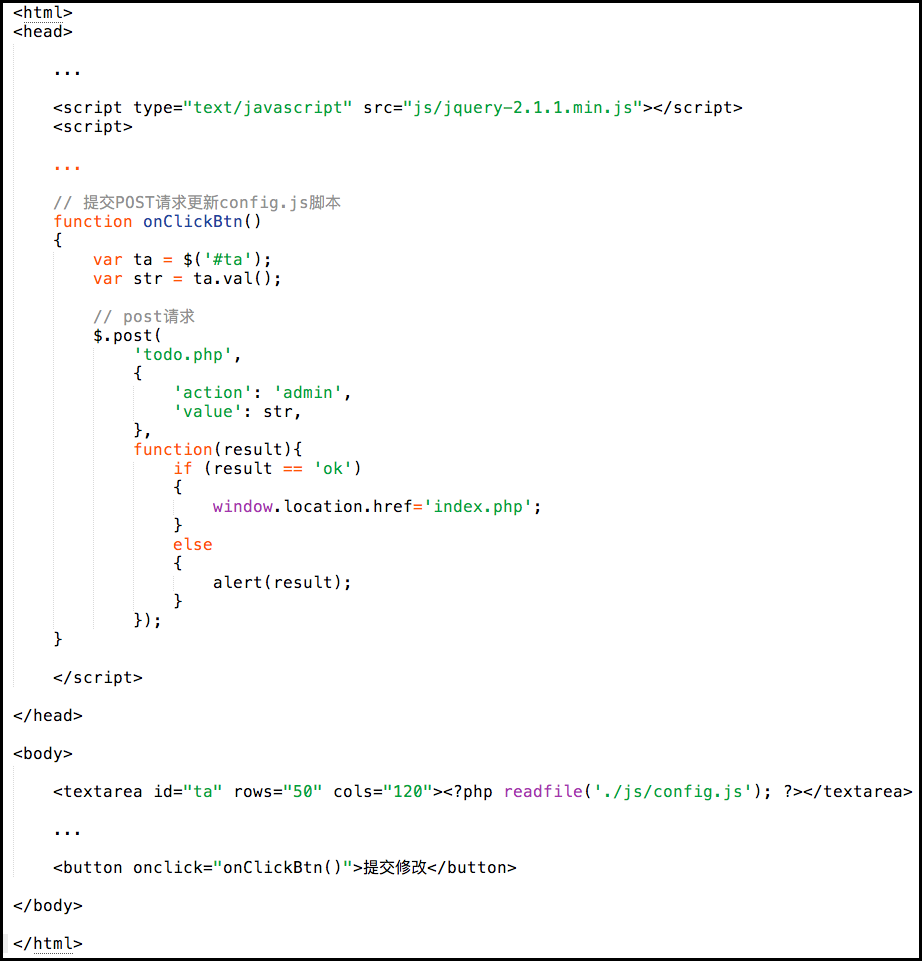 <html>
<head>
...
<script type="text/javascript" src="js/jquery-2.1.1.min.js"></script>
<script>
...
// 提交POST请求更新config.js脚本
function onClickBtn()
{
var ta = $('#ta');
var str = ta.val();
// post请求
$.post(
'todo.php',
{
'action': 'admin',
'value': str,
},
function(result){
if (result == 'ok')
{
window.location.href='index.php';
}
else
{
alert(result);
}
});
}
</script>
</head>
<body>
<textarea id="ta" rows="50" cols="120"><?php readfile('./js/config.js'); ?></textarea>
...
<button onclick="onClickBtn()">提交修改</button>
</body>
</html>